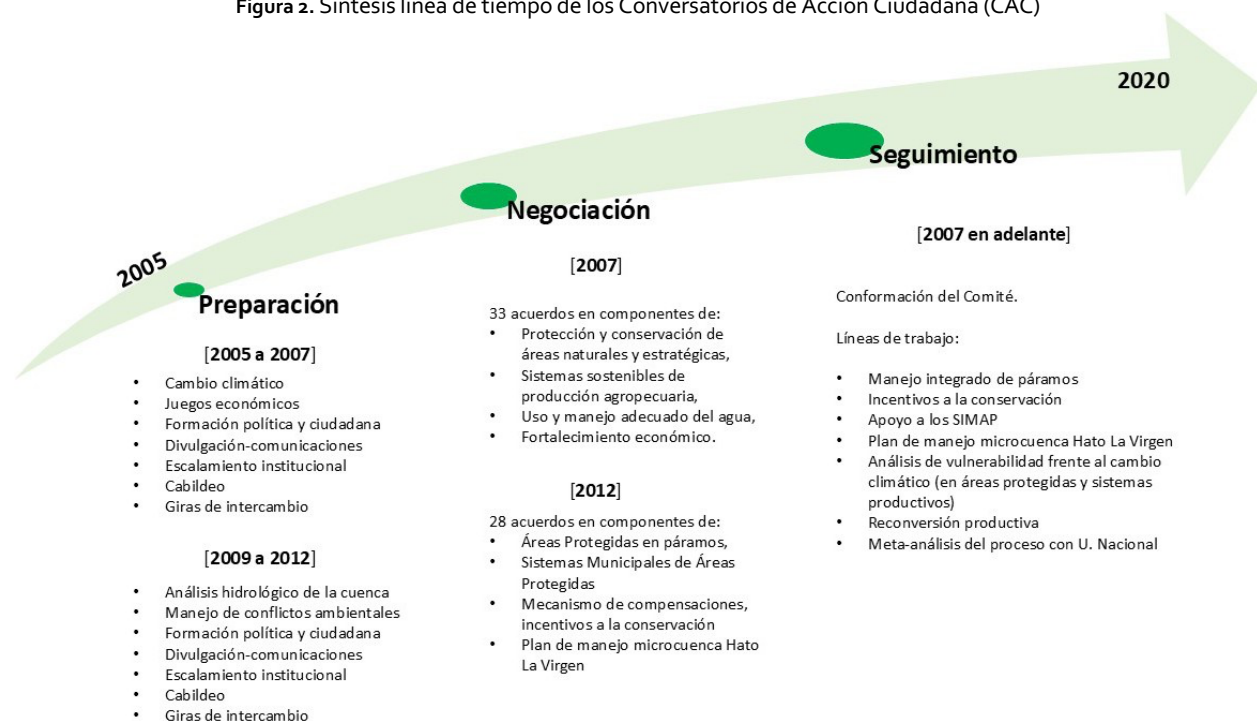 Figura 2. Síntesis línea de tiempo de los Conversatorios de Acción Ciudadana (CAC)
2020
2005
Preparación
[2005 a 2007]
• Cambio climático
• Juegos económicos
• Formación política y ciudadana
• Divulgación-comunicaciones
• Escalamiento institucional
• Cabildeo
• Giras de intercambio
[2009 a 2012]
• Análisis hidrológico de la cuenca
• Manejo de conflictos ambientales
• Formación política y ciudadana
• Divulgación-comunicaciones
• Escalamiento institucional
• Cabildeo
• Giras de intercambio
Negociación
[2007]
33 acuerdos en componentes de:
• Protección y conservación de
áreas naturales y estratégicas,
• Sistemas sostenibles de
producción agropecuaria,
• Uso y manejo adecuado del agua,
• Fortalecimiento económico.
[2012]
28 acuerdos en componentes de:
• Áreas Protegidas en páramos,
• Sistemas Municipales de Áreas
Protegidas
• Mecanismo de compensaciones,
incentivos a la conservación
• Plan de manejo microcuenca Hato
La Virgen
Seguimiento
[2007 en adelante]
Conformación del Comité.
Líneas de trabajo:
• Manejo integrado de páramos
• Incentivos a la conservación
• Apoyo a los SIMAP
• Plan de manejo microcuenca Hato La Virgen
• Análisis de vulnerabilidad frente al cambio
climático (en áreas protegidas y sistemas
productivos)
• Reconversión productiva
• Meta-análisis del proceso con U. Nacional